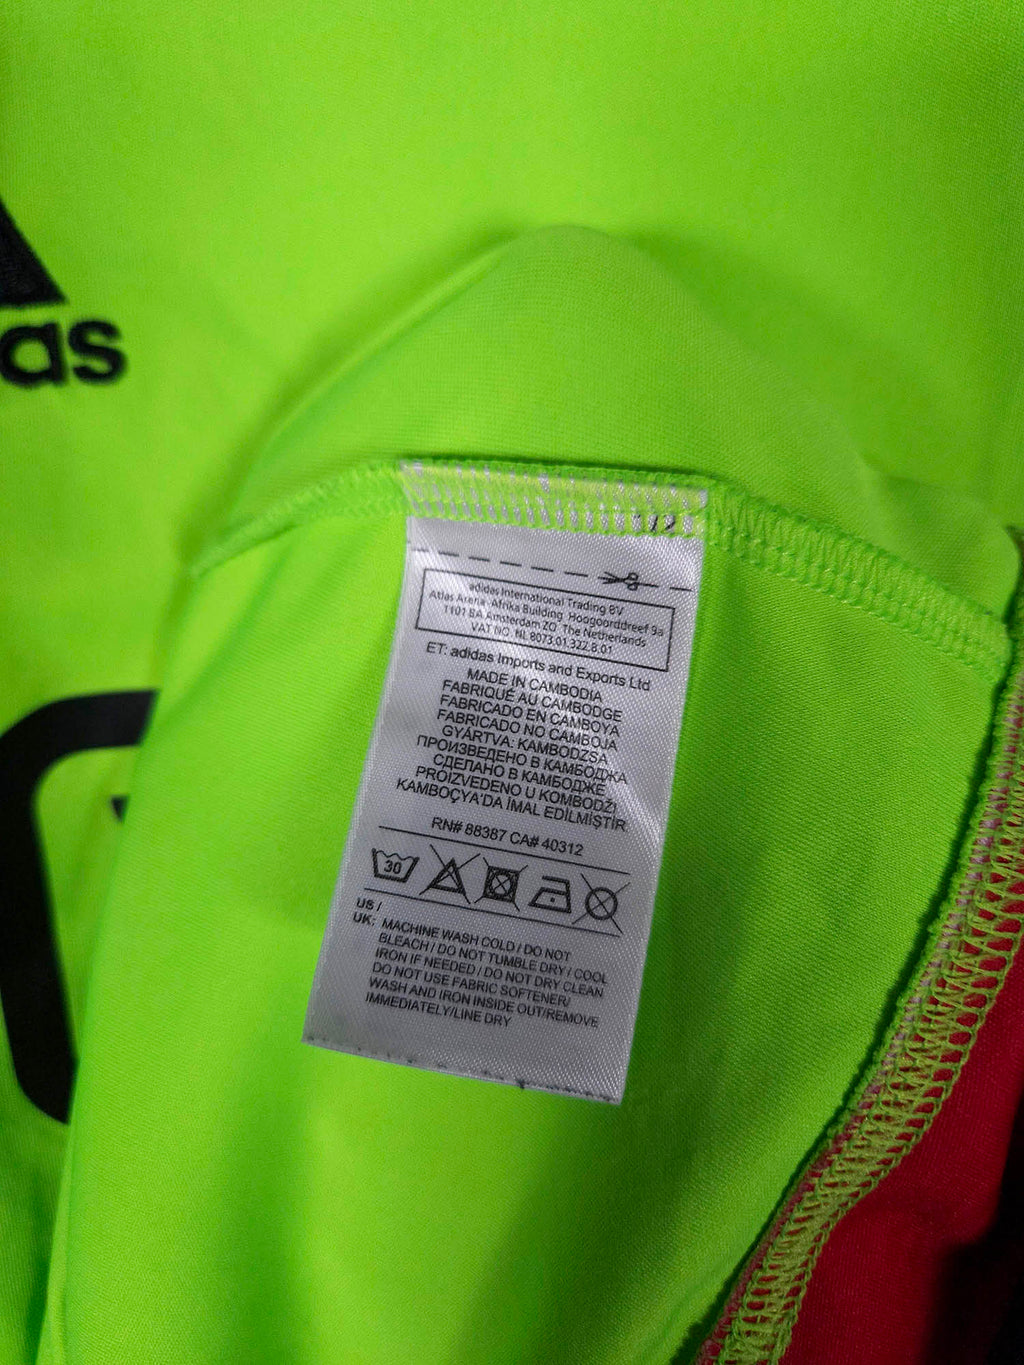 as
adidas International Trading BV
Atlas Arena Afrika Building Hoogoorddreef 9a
1101 BA Amsterdam ZO The Netherlands
VAT NO. NL 8073.01.322.B.01
ET: adidas Imports and Exports Ltd
MADE IN CAMBODIA
FABRIQUÉ AU CAMBODGE
FABRICADO EN CAMBOYA
FABRICADO NO CAMBOJA
GYÁRTVA: KAMBODZSA
ПРОИЗВЕДЕНО В КАМБОДЖА
СДЕЛАНО В КАМБОДЖЕ
PROIZVEDENO U KOMBODŽI
KAMBOÇYA'DA İMAL EDİLMİŞTİR
RN# 88387 CA# 40312
30
US /
UK: MACHINE WASH COLD / DO NOT
BLEACH / DO NOT TUMBLE DRY / COOL
IRON IF NEEDED / DO NOT DRY CLEAN
DO NOT USE FABRIC SOFTENER/
WASH AND IRON INSIDE OUT/REMOVE
IMMEDIATELY/LINE DRY